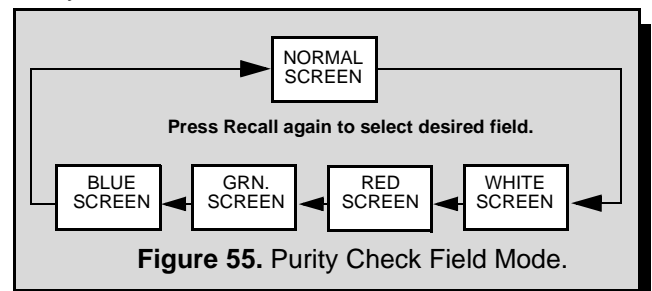 NORMAL
SCREEN
Press Recall again to select desired field.
BLUE
SCREEN
GRN.
SCREEN
RED
SCREEN
WHITE
SCREEN
Figure 55. Purity Check Field Mode.